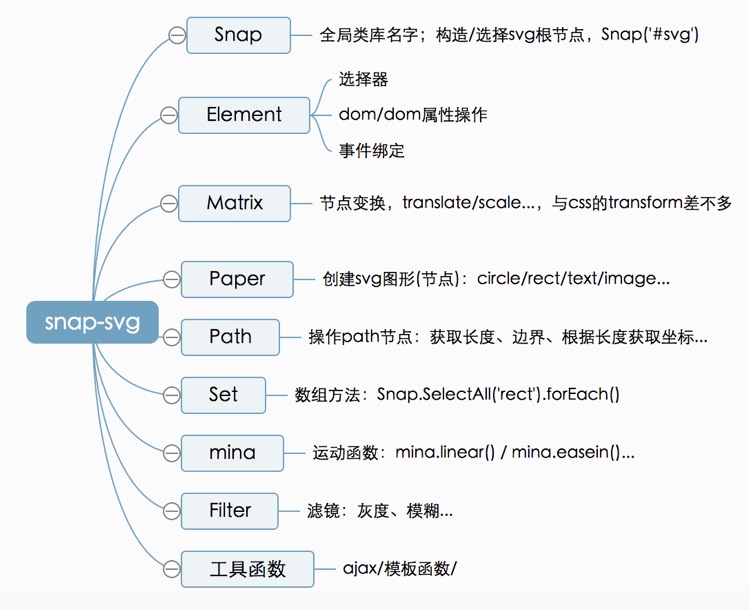 Snap
全局类库名字；构造/选择svg根节点，Snap('#svg')
选择器
Element
dom/dom属性操作
事件绑定
Matrix
节点变换，translate/scale...，与css的transform差不多
Paper
创建svg图形(节点)：circle/rect/text/image...
snap-svg
Path
操作path节点：获取长度、边界、根据长度获取坐标...
Set
数组方法：Snap.SelectAll('rect').forEach()
mina
运动函数：mina.linear() / mina.easein()...
Filter
滤镜：灰度、模糊...
工具函数
ajax/模板函数/